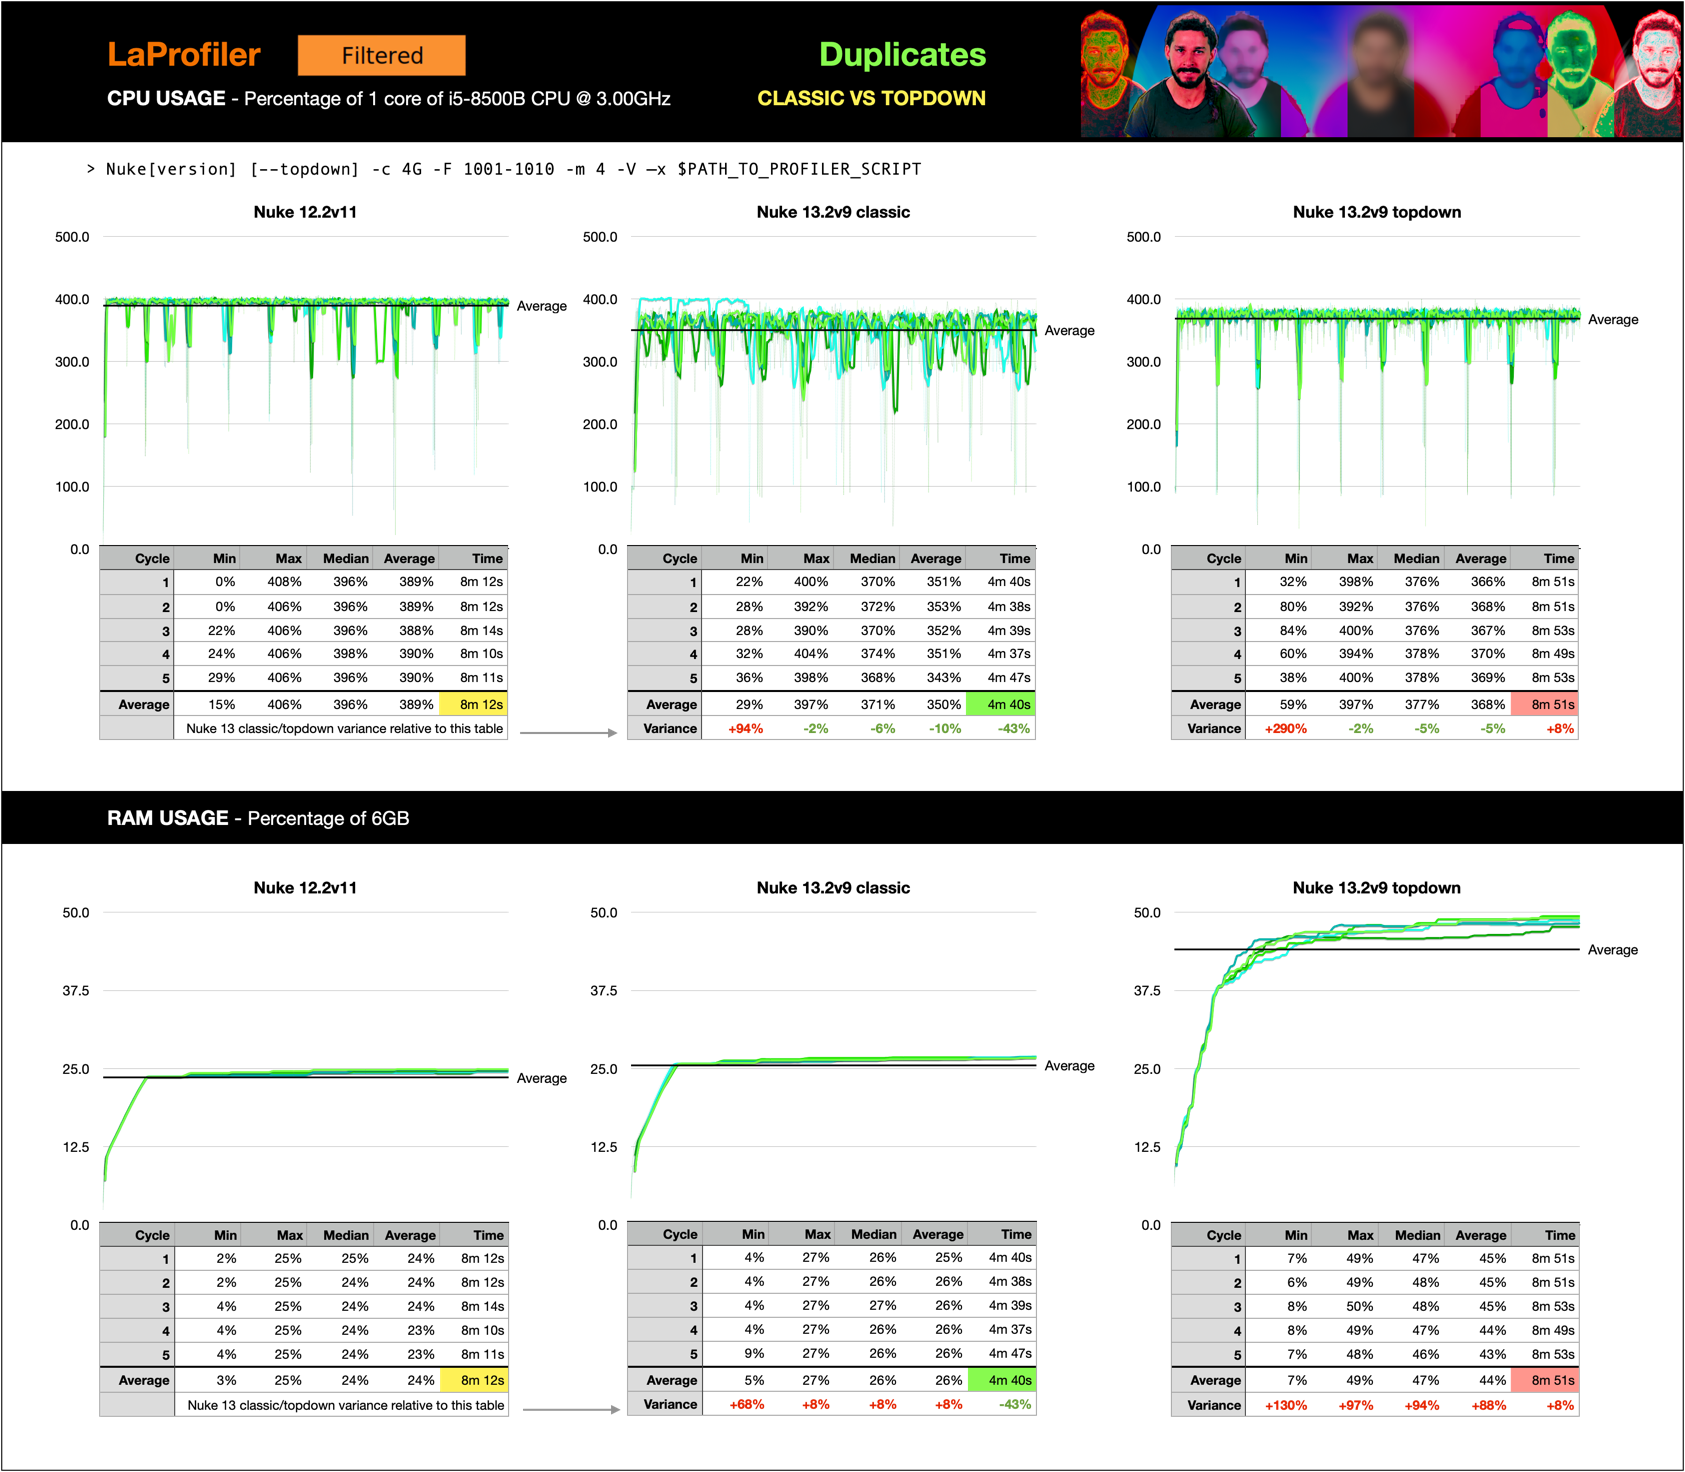 LaProfiler Filtered Duplicates
CPU USAGE - Percentage of 1 core of i5-8500B CPU @ 3.00GHz CLASSIC VS TOPDOWN
> Nuke[version] [--topdown] -c 4G -F 1001-1010 -m 4 -V –x $PATH_TO_PROFILER_SCRIPT
Nuke 12.2v11
500.0
400.0
300.0
200.0
100.0
0.0
Average
Cycle Min Max Median Average Time
1 0% 408% 396% 389% 8m 12s
2 0% 406% 396% 389% 8m 12s
3 22% 406% 396% 388% 8m 14s
4 24% 406% 398% 390% 8m 10s
5 29% 406% 396% 390% 8m 11s
Average 15% 406% 396% 389% 8m 12s
Nuke 13 classic/topdown variance relative to this table
Nuke 13.2v9 classic
500.0
400.0
300.0
200.0
100.0
0.0
Average
Cycle Min Max Median Average Time
1 22% 400% 370% 351% 4m 40s
2 28% 392% 372% 353% 4m 38s
3 28% 390% 370% 352% 4m 39s
4 32% 404% 374% 351% 4m 37s
5 36% 398% 368% 343% 4m 47s
Average 29% 397% 371% 350% 4m 40s
Variance +94% -2% -6% -10% -43%
Nuke 13.2v9 topdown
500.0
400.0
300.0
200.0
100.0
0.0
Average
Cycle Min Max Median Average Time
1 32% 398% 376% 366% 8m 51s
2 80% 392% 376% 368% 8m 51s
3 84% 400% 376% 367% 8m 53s
4 60% 394% 378% 370% 8m 49s
5 38% 400% 378% 369% 8m 53s
Average 59% 397% 377% 368% 8m 51s
Variance +290% -2% -5% -5% +8%
RAM USAGE - Percentage of 6GB
Nuke 12.2v11
50.0
37.5
25.0
12.5
0.0
Average
Cycle Min Max Median Average Time
1 2% 25% 25% 24% 8m 12s
2 2% 25% 24% 24% 8m 12s
3 4% 25% 24% 24% 8m 14s
4 4% 25% 24% 23% 8m 10s
5 4% 25% 24% 23% 8m 11s
Average 3% 25% 24% 24% 8m 12s
Nuke 13 classic/topdown variance relative to this table
Nuke 13.2v9 classic
50.0
37.5
25.0
12.5
0.0
Average
Cycle Min Max Median Average Time
1 4% 27% 26% 25% 4m 40s
2 4% 27% 26% 26% 4m 38s
3 4% 27% 27% 26% 4m 39s
4 4% 27% 26% 26% 4m 37s
5 9% 27% 26% 26% 4m 47s
Average 5% 27% 26% 26% 4m 40s
Variance +68% +8% +8% +8% -43%
Nuke 13.2v9 topdown
50.0
37.5
25.0
12.5
0.0
Average
Cycle Min Max Median Average Time
1 7% 49% 47% 45% 8m 51s
2 6% 49% 48% 45% 8m 51s
3 8% 50% 48% 45% 8m 53s
4 8% 49% 47% 44% 8m 49s
5 7% 48% 46% 43% 8m 53s
Average 7% 49% 47% 44% 8m 51s
Variance +130% +97% +94% +88% +8%